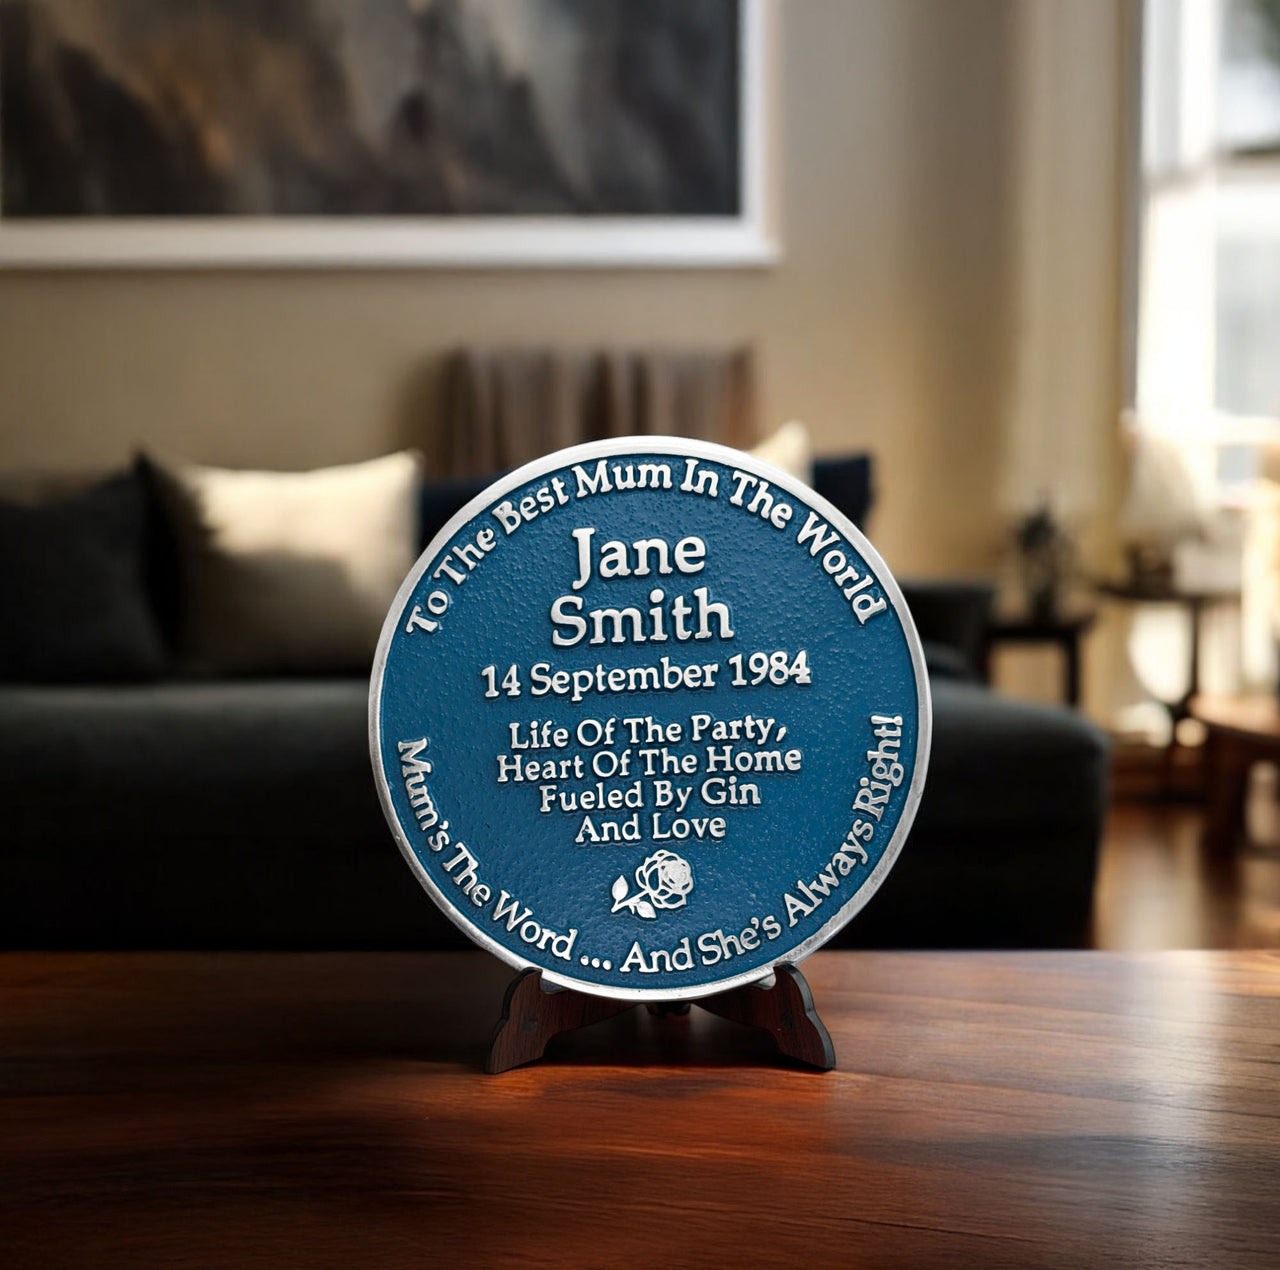 To The Best Mum In The World
Jane
Smith
14 September 1984
Life Of The Party,
Heart Of The Home
Fueled By Gin
And Love
Mum's The Word ... And She's Always Right!